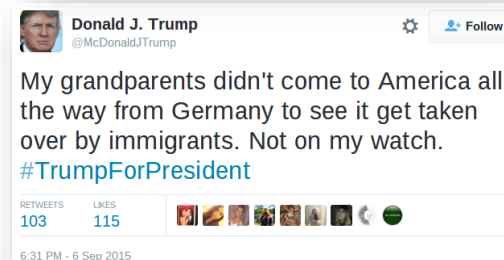 Donald J. Trump
@McDonaldJTrump
Follow
My grandparents didn't come to America all
the way from Germany to see it get taken
over by immigrants. Not on my watch.
#TrumpForPresident
RETWEETS LIKES
103 115
6:31 PM - 6 Sep 2015